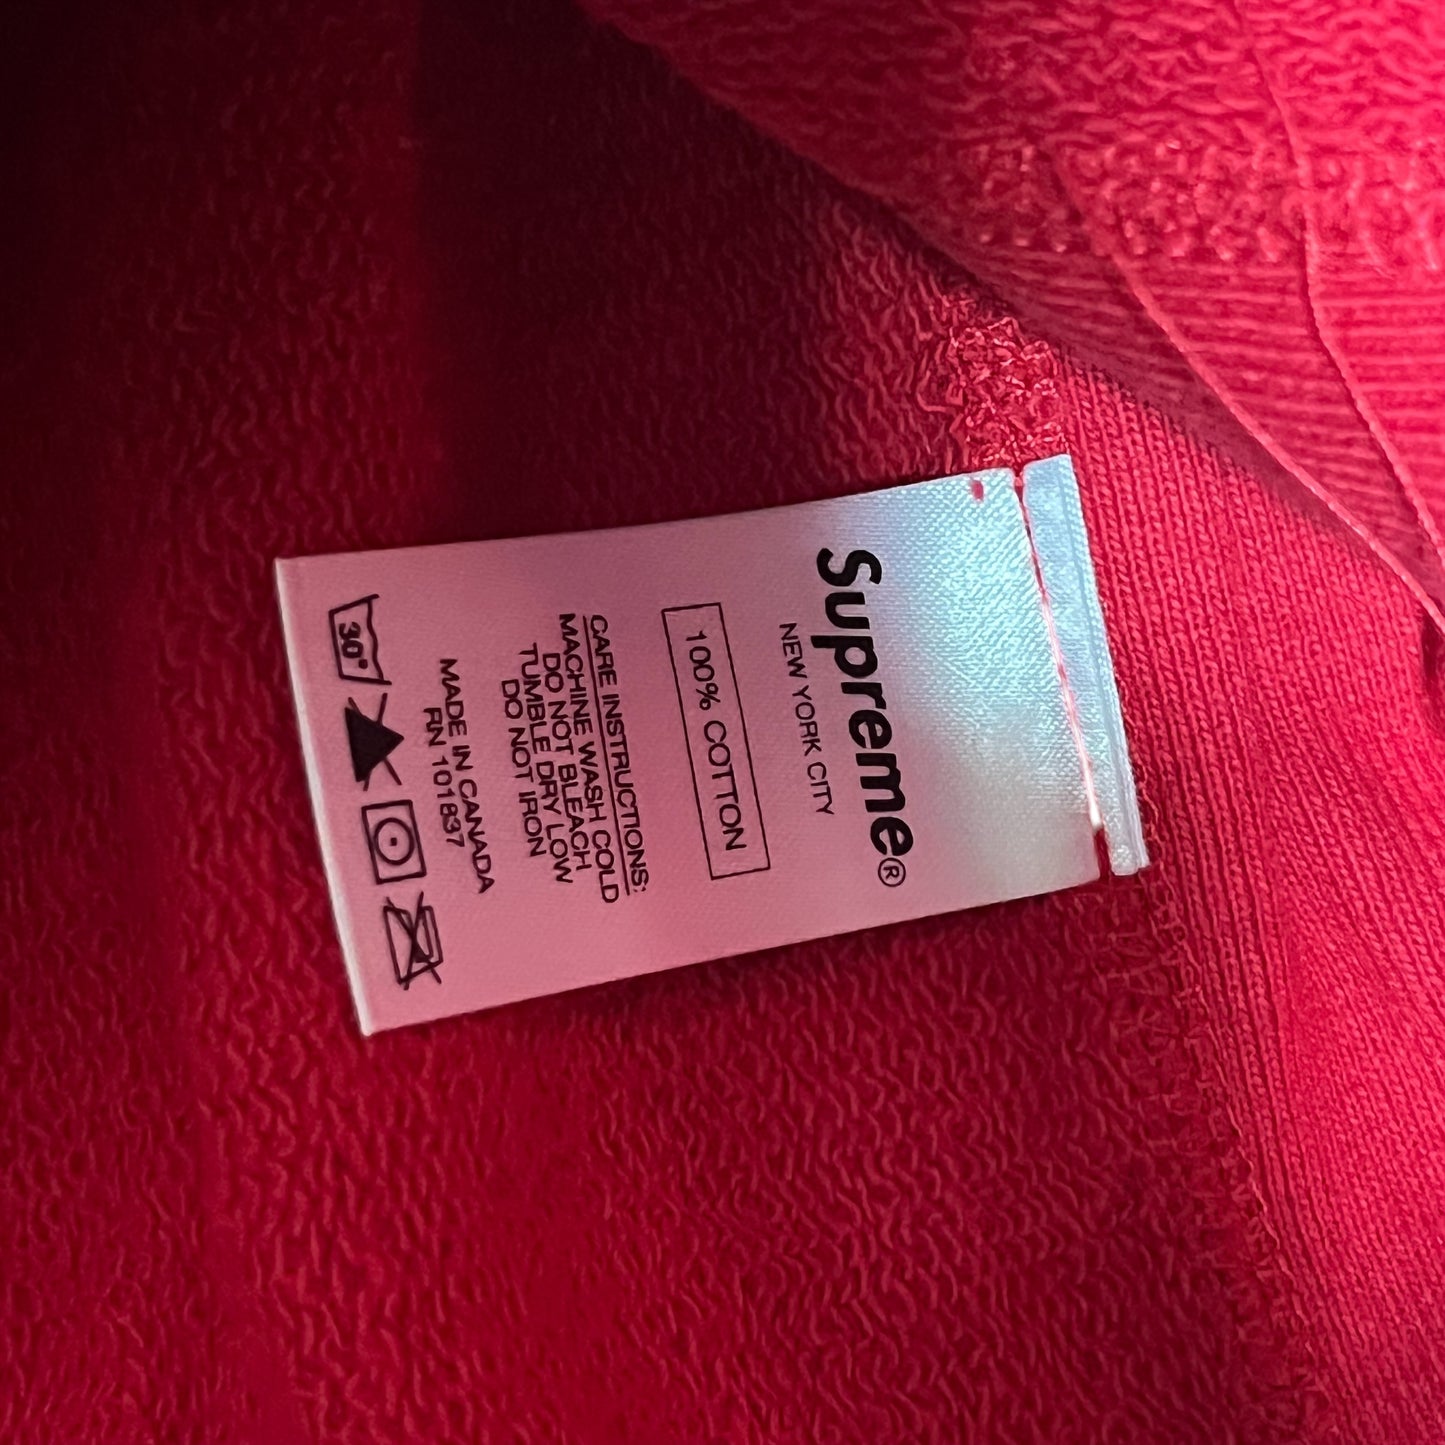 Supreme®
NEW YORK CITY
100% COTTON
CARE INSTRUCTIONS:
MACHINE WASH COLD
DO NOT BLEACH
TUMBLE DRY LOW
DO NOT IRON
MADE IN CANADA
RN 101837
30°